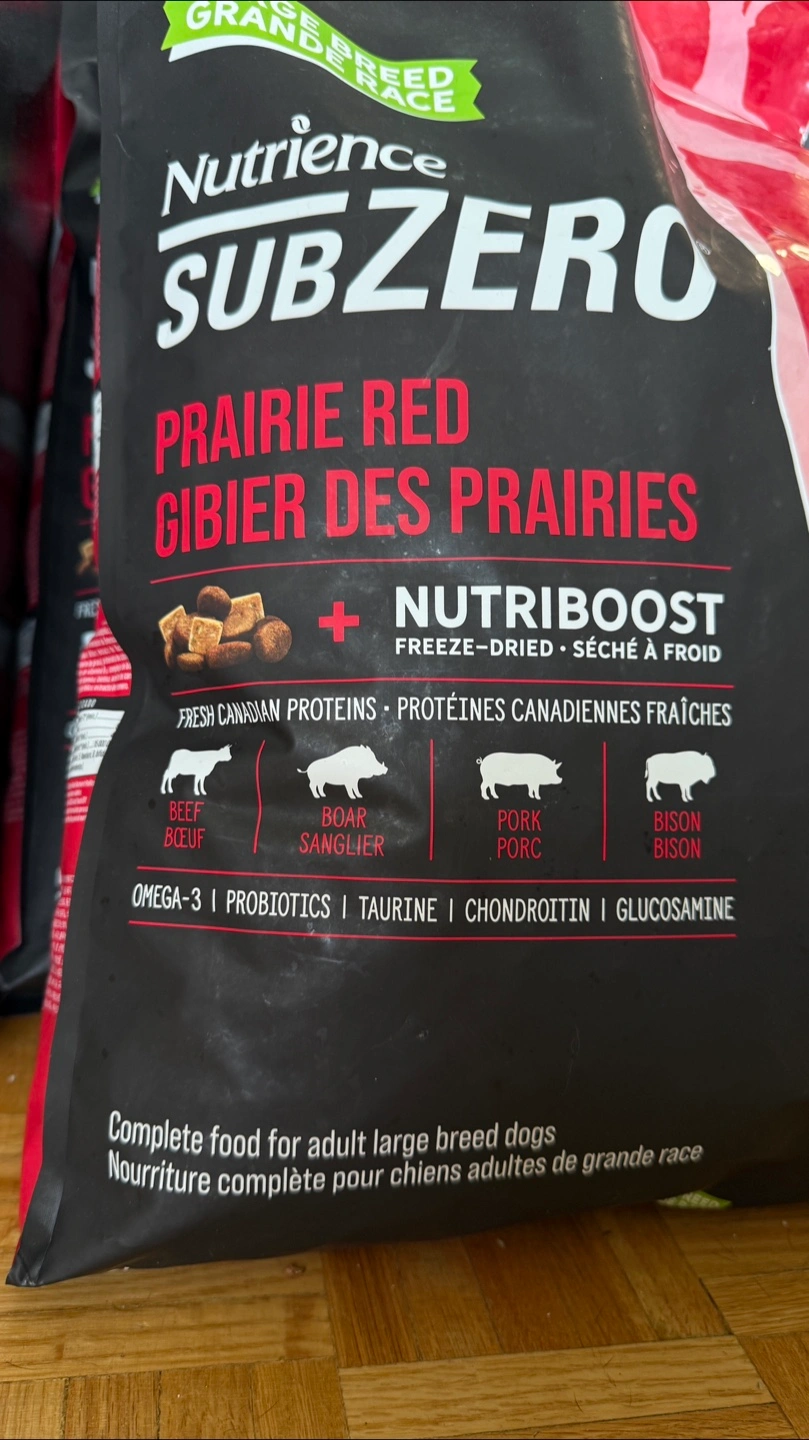 BREED
GRANDE RACE
Nutrience
SUBZERO
PRAIRIE RED
GIBIER DES PRAIRIES
+ NUTRIBOOST
FREEZE-DRIED • SÉCHÉ À FROID
FRESH CANADIAN PROTEINS • PROTÉINES CANADIENNES FRAÎCHES
BEEF BOAR PORK BISON
BŒUF SANGLIER PORC BISON
OMEGA-3 | PROBIOTICS | TAURINE | CHONDROITIN | GLUCOSAMINE
Complete food for adult large breed dogs
Nourriture complète pour chiens adultes de grande race